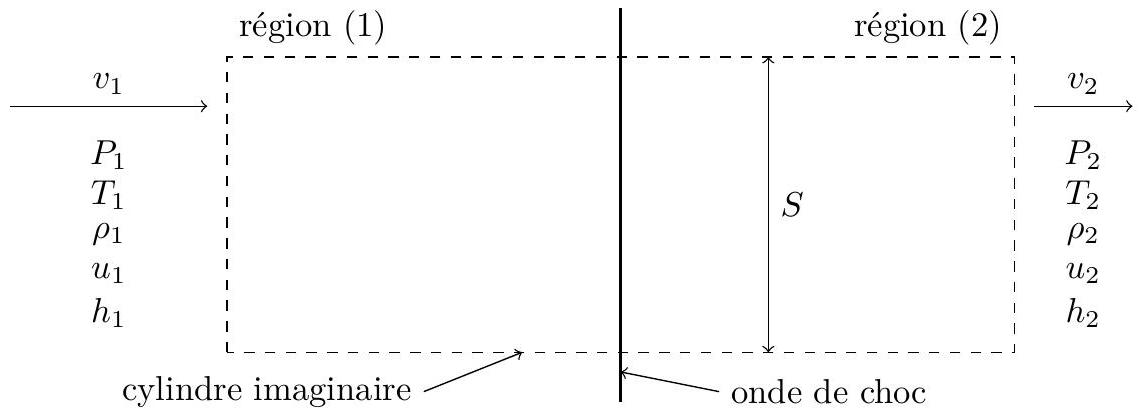 région (1)
région (2)
v₁
v₂
P₁
T₁
ρ₁
u₁
h₁
S
P₂
T₂
ρ₂
u₂
h₂
cylindre imaginaire
onde de choc